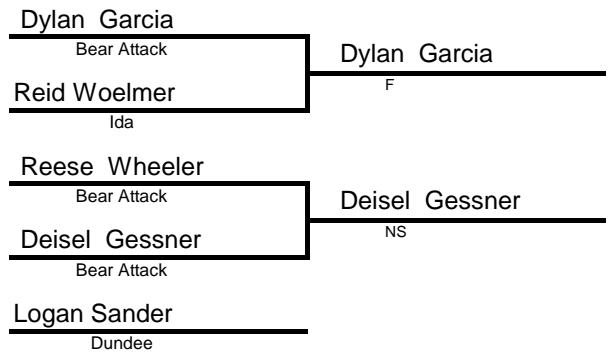 Dylan Garcia
Bear Attack
Dylan Garcia
F
Reid Woelmer
Ida
Reese Wheeler
Bear Attack
Deisel Gessner
NS
Deisel Gessner
Bear Attack
Logan Sander
Dundee